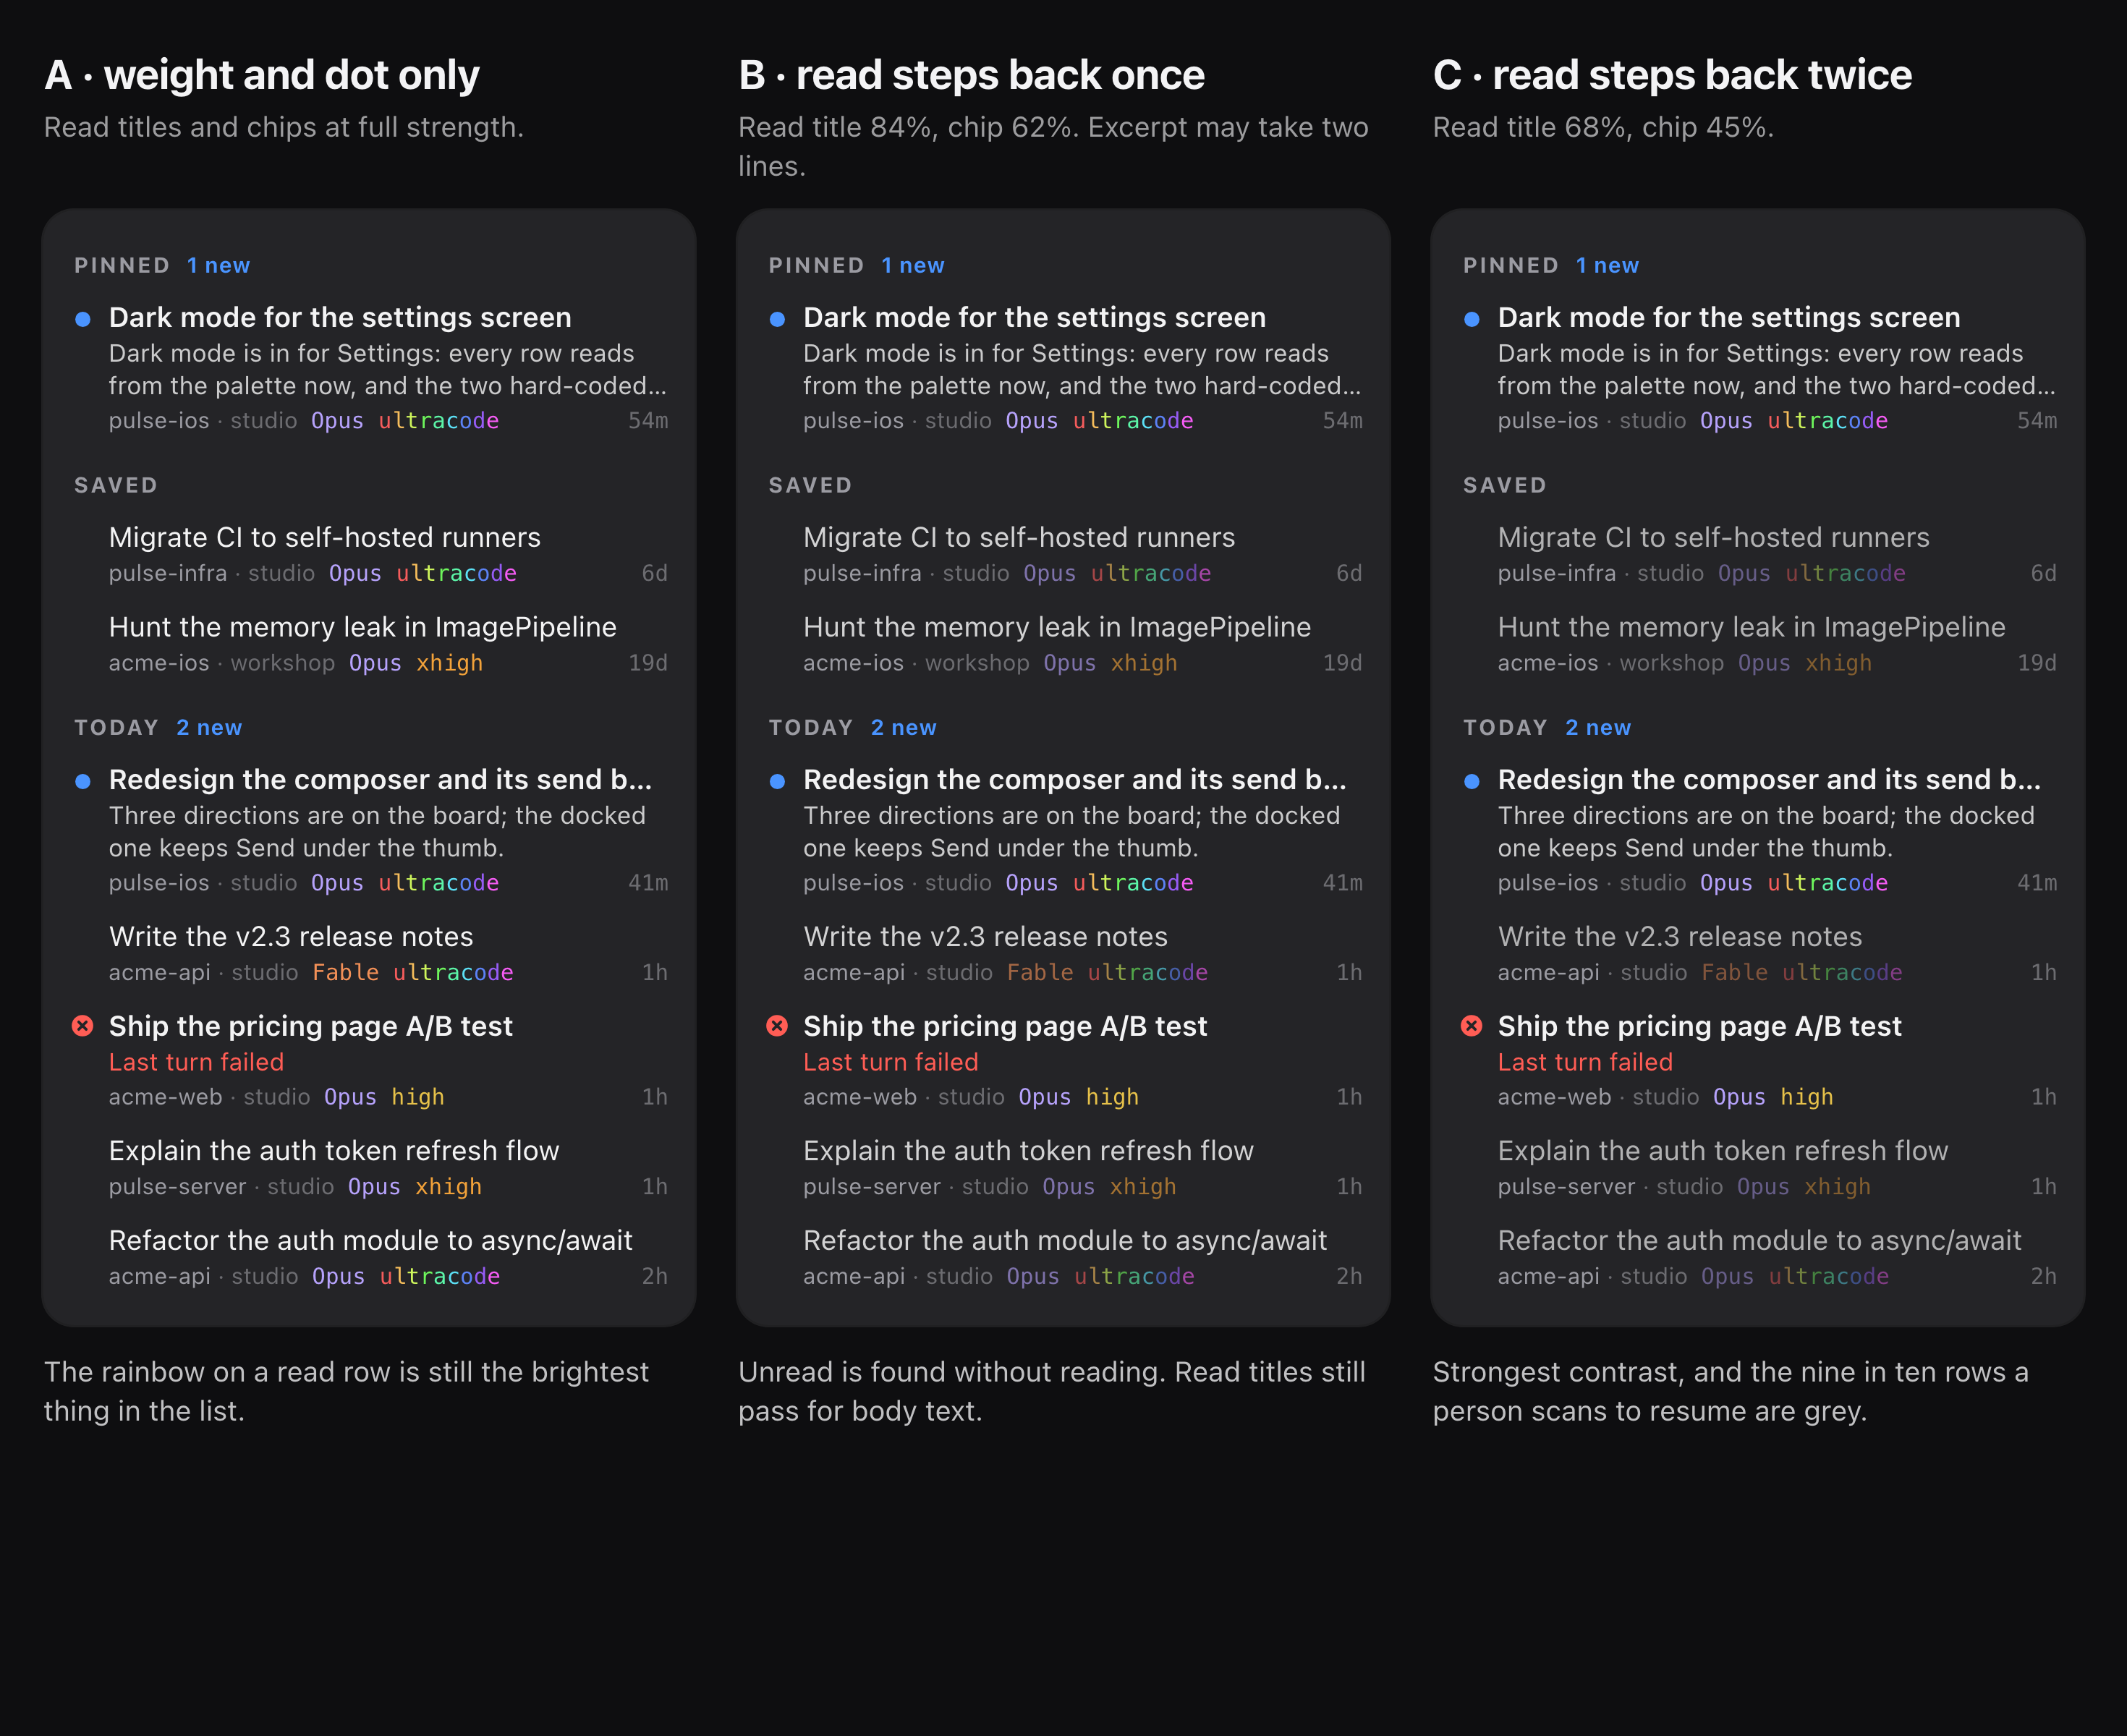 A · weight and dot only
Read titles and chips at full strength.
PINNED 1 new
Dark mode for the settings screen
Dark mode is in for Settings: every row reads
from the palette now, and the two hard-coded...
pulse-ios · studio Opus ultracode 54m
SAVED
Migrate CI to self-hosted runners
pulse-infra · studio Opus ultracode 6d
Hunt the memory leak in ImagePipeline
acme-ios · workshop Opus xhigh 19d
TODAY 2 new
Redesign the composer and its send b...
Three directions are on the board; the docked
one keeps Send under the thumb.
pulse-ios · studio Opus ultracode 41m
Write the v2.3 release notes
acme-api · studio Fable ultracode 1h
Ship the pricing page A/B test
Last turn failed
acme-web · studio Opus high 1h
Explain the auth token refresh flow
pulse-server · studio Opus xhigh 1h
Refactor the auth module to async/await
acme-api · studio Opus ultracode 2h
The rainbow on a read row is still the brightest
thing in the list.
B · read steps back once
Read title 84%, chip 62%. Excerpt may take two
lines.
PINNED 1 new
Dark mode for the settings screen
Dark mode is in for Settings: every row reads
from the palette now, and the two hard-coded...
pulse-ios · studio Opus ultracode 54m
SAVED
Migrate CI to self-hosted runners
pulse-infra · studio Opus ultracode 6d
Hunt the memory leak in ImagePipeline
acme-ios · workshop Opus xhigh 19d
TODAY 2 new
Redesign the composer and its send b...
Three directions are on the board; the docked
one keeps Send under the thumb.
pulse-ios · studio Opus ultracode 41m
Write the v2.3 release notes
acme-api · studio Fable ultracode 1h
Ship the pricing page A/B test
Last turn failed
acme-web · studio Opus high 1h
Explain the auth token refresh flow
pulse-server · studio Opus xhigh 1h
Refactor the auth module to async/await
acme-api · studio Opus ultracode 2h
Unread is found without reading. Read titles still
pass for body text.
C · read steps back twice
Read title 68%, chip 45%.
PINNED 1 new
Dark mode for the settings screen
Dark mode is in for Settings: every row reads
from the palette now, and the two hard-coded...
pulse-ios · studio Opus ultracode 54m
SAVED
Migrate CI to self-hosted runners
pulse-infra · studio Opus ultracode 6d
Hunt the memory leak in ImagePipeline
acme-ios · workshop Opus xhigh 19d
TODAY 2 new
Redesign the composer and its send b...
Three directions are on the board; the docked
one keeps Send under the thumb.
pulse-ios · studio Opus ultracode 41m
Write the v2.3 release notes
acme-api · studio Fable ultracode 1h
Ship the pricing page A/B test
Last turn failed
acme-web · studio Opus high 1h
Explain the auth token refresh flow
pulse-server · studio Opus xhigh 1h
Refactor the auth module to async/await
acme-api · studio Opus ultracode 2h
Strongest contrast, and the nine in ten rows a
person scans to resume are grey.